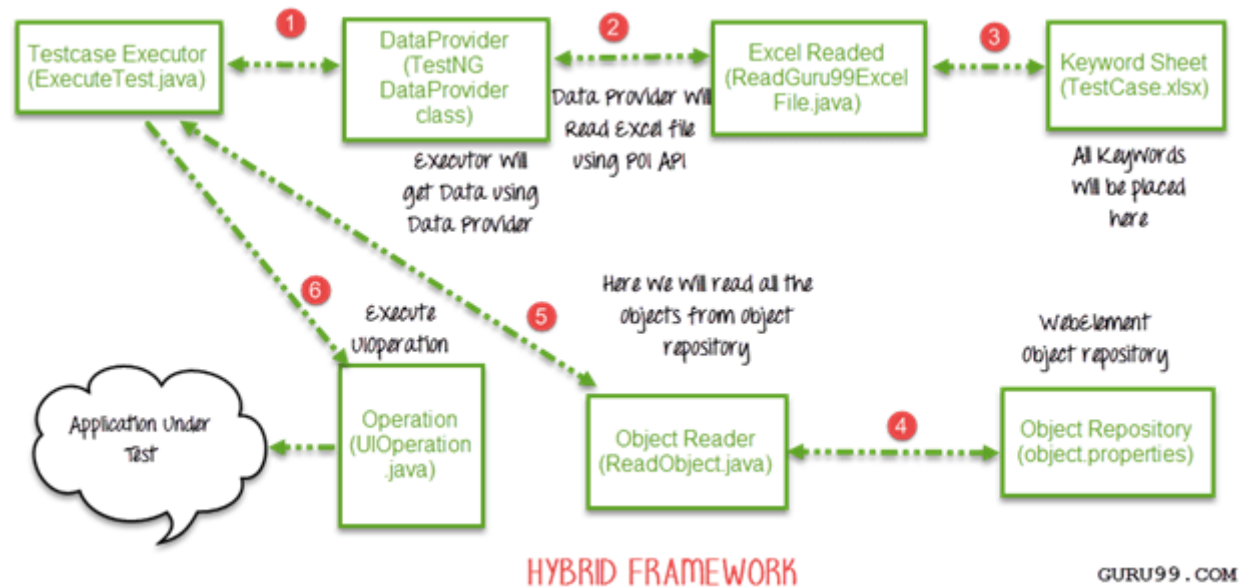 1
2
3
Testcase Executor
(ExecuteTest.java)
DataProvider
(TestNG
DataProvider
class)
Excel Readed
(ReadGuru99Excel
File.java)
Keyword Sheet
(TestCase.xlsx)
Executor will
get Data using
Data Provider
Data Provider will
Read Excel file
using POI API
All Keywords
will be placed
here
6
5
Execute
UIOperation
Here we will read all the
objects from object
repository
WebElement
Object repository
Application Under
Test
Operation
(UIOperation
.java)
Object Reader
(ReadObject.java)
4
Object Repository
(object.properties)
HYBRID FRAMEWORK
GURU99.COM